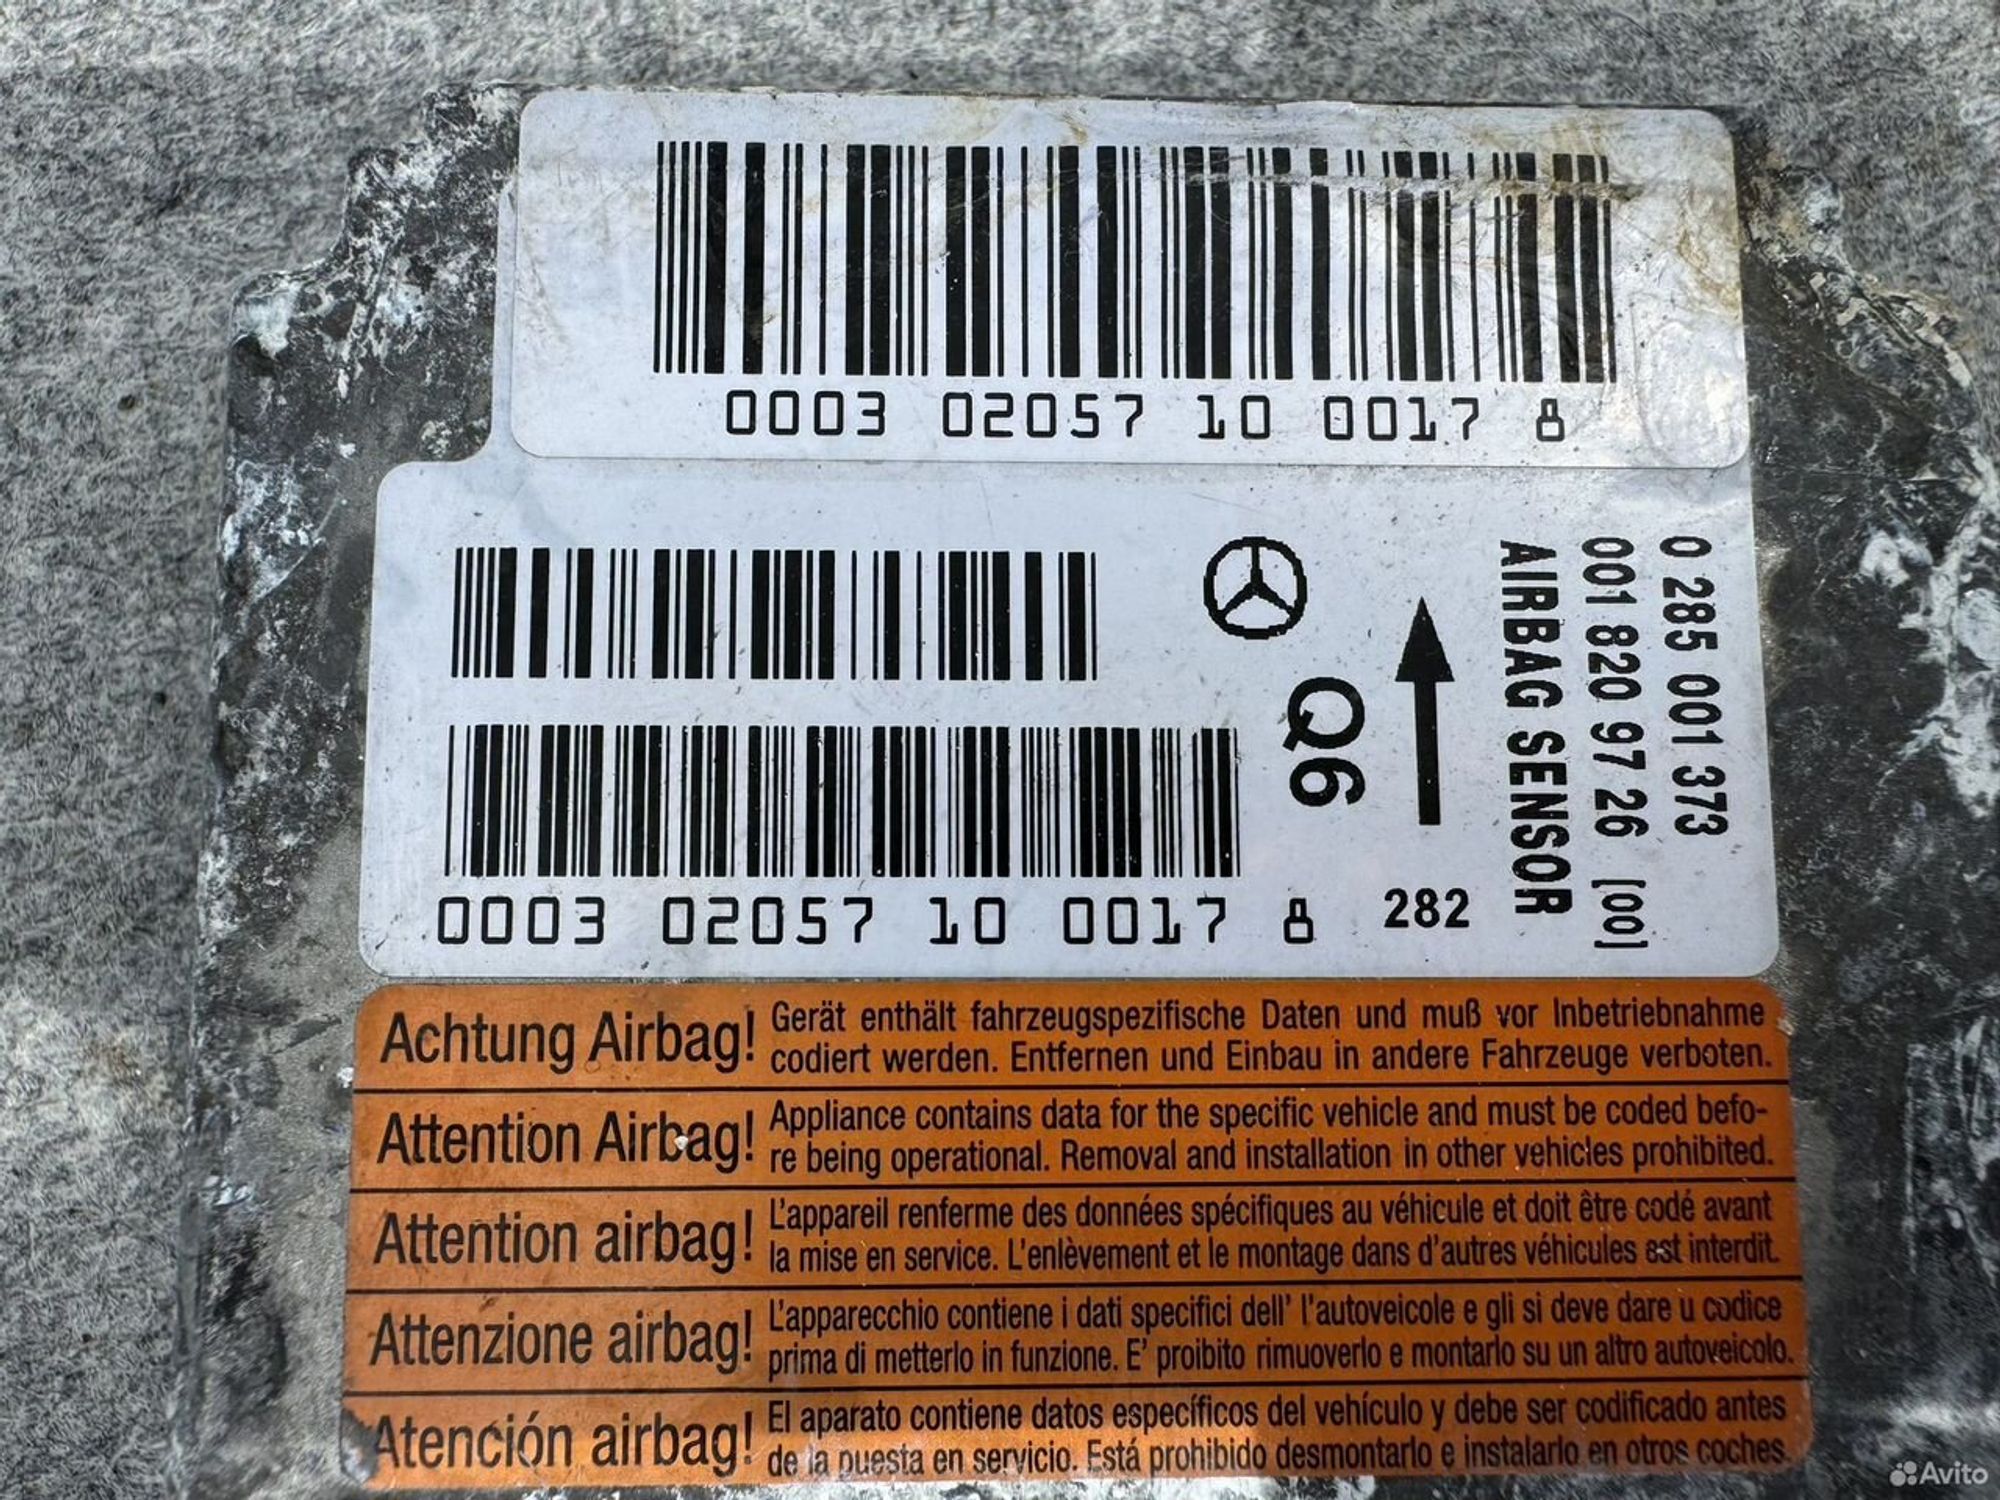 0003 02057 10 0017 8
0 285 001 373
001 820 97 26 [00]
AIRBAG SENSOR
Q6
282
0003 02057 10 0017 8
Achtung Airbag!
Gerät enthält fahrzeugspezifische Daten und muß vor Inbetriebnahme
codiert werden. Entfernen und Einbau in andere Fahrzeuge verboten.
Attention Airbag!
Appliance contains data for the specific vehicle and must be coded befo-
re being operational. Removal and installation in other vehicles prohibited.
Attention airbag!
L'appareil renferme des données spécifiques au véhicule et doit être codé avant
la mise en service. L'enlèvement et le montage dans d'autres véhicules est interdit.
Attenzione airbag!
L'apparecchio contiene i dati specifici dell' l'autoveicole e gli si deve dare u codice
prima di metterlo in funzione. E' proibito rimuoverlo e montarlo su un altro autoveicolo.
Atención airbag!
El aparato contiene datos específicos del vehículo y debe ser codificado antes
de la puesta en servicio. Está prohibido desmontarlo e instalarlo en otros coches.
Avito